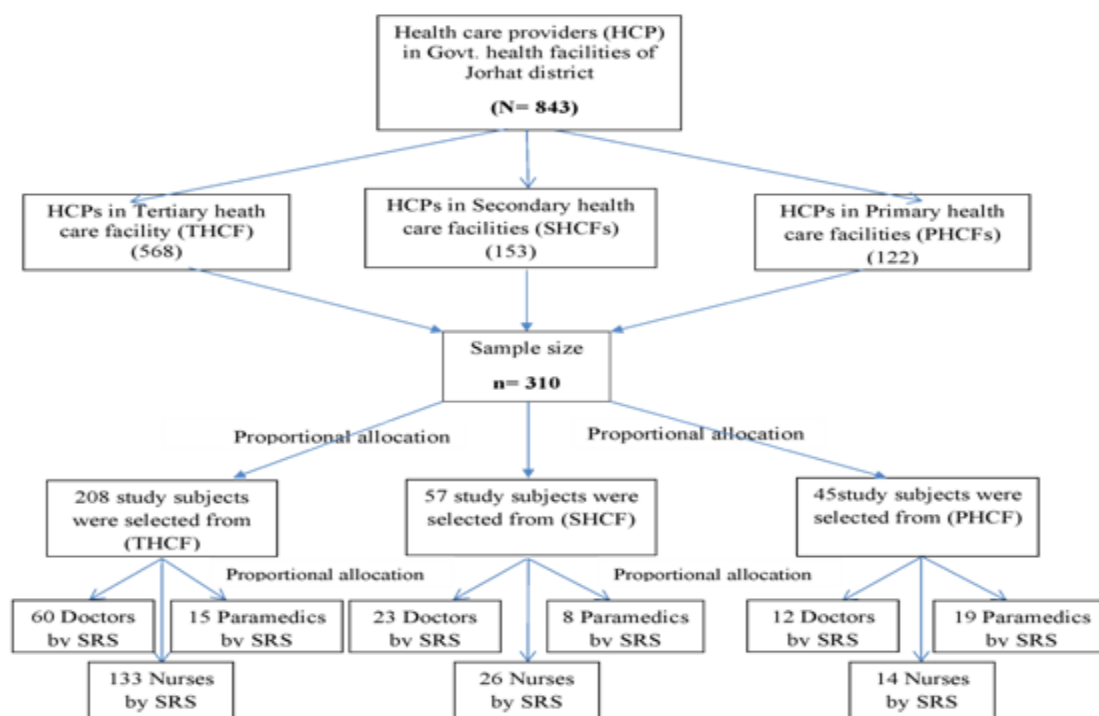 Health care providers (HCP)
in Govt. health facilities of
Jorhat district
(N= 843)
HCPs in Tertiary heath
care facility (THCF)
(568)
HCPs in Secondary health
care facilities (SHCFs)
(153)
HCPs in Primary health
care facilities (PHCFs)
(122)
Sample size
n= 310
Proportional allocation
Proportional allocation
208 study subjects
were selected from
(THCF)
57 study subjects were
selected from (SHCF)
45study subjects were
selected from (PHCF)
Proportional allocation
Proportional allocation
60 Doctors
by SRS
15 Paramedics
by SRS
23 Doctors
by SRS
8 Paramedics
by SRS
12 Doctors
by SRS
19 Paramedics
by SRS
133 Nurses
by SRS
26 Nurses
by SRS
14 Nurses
by SRS